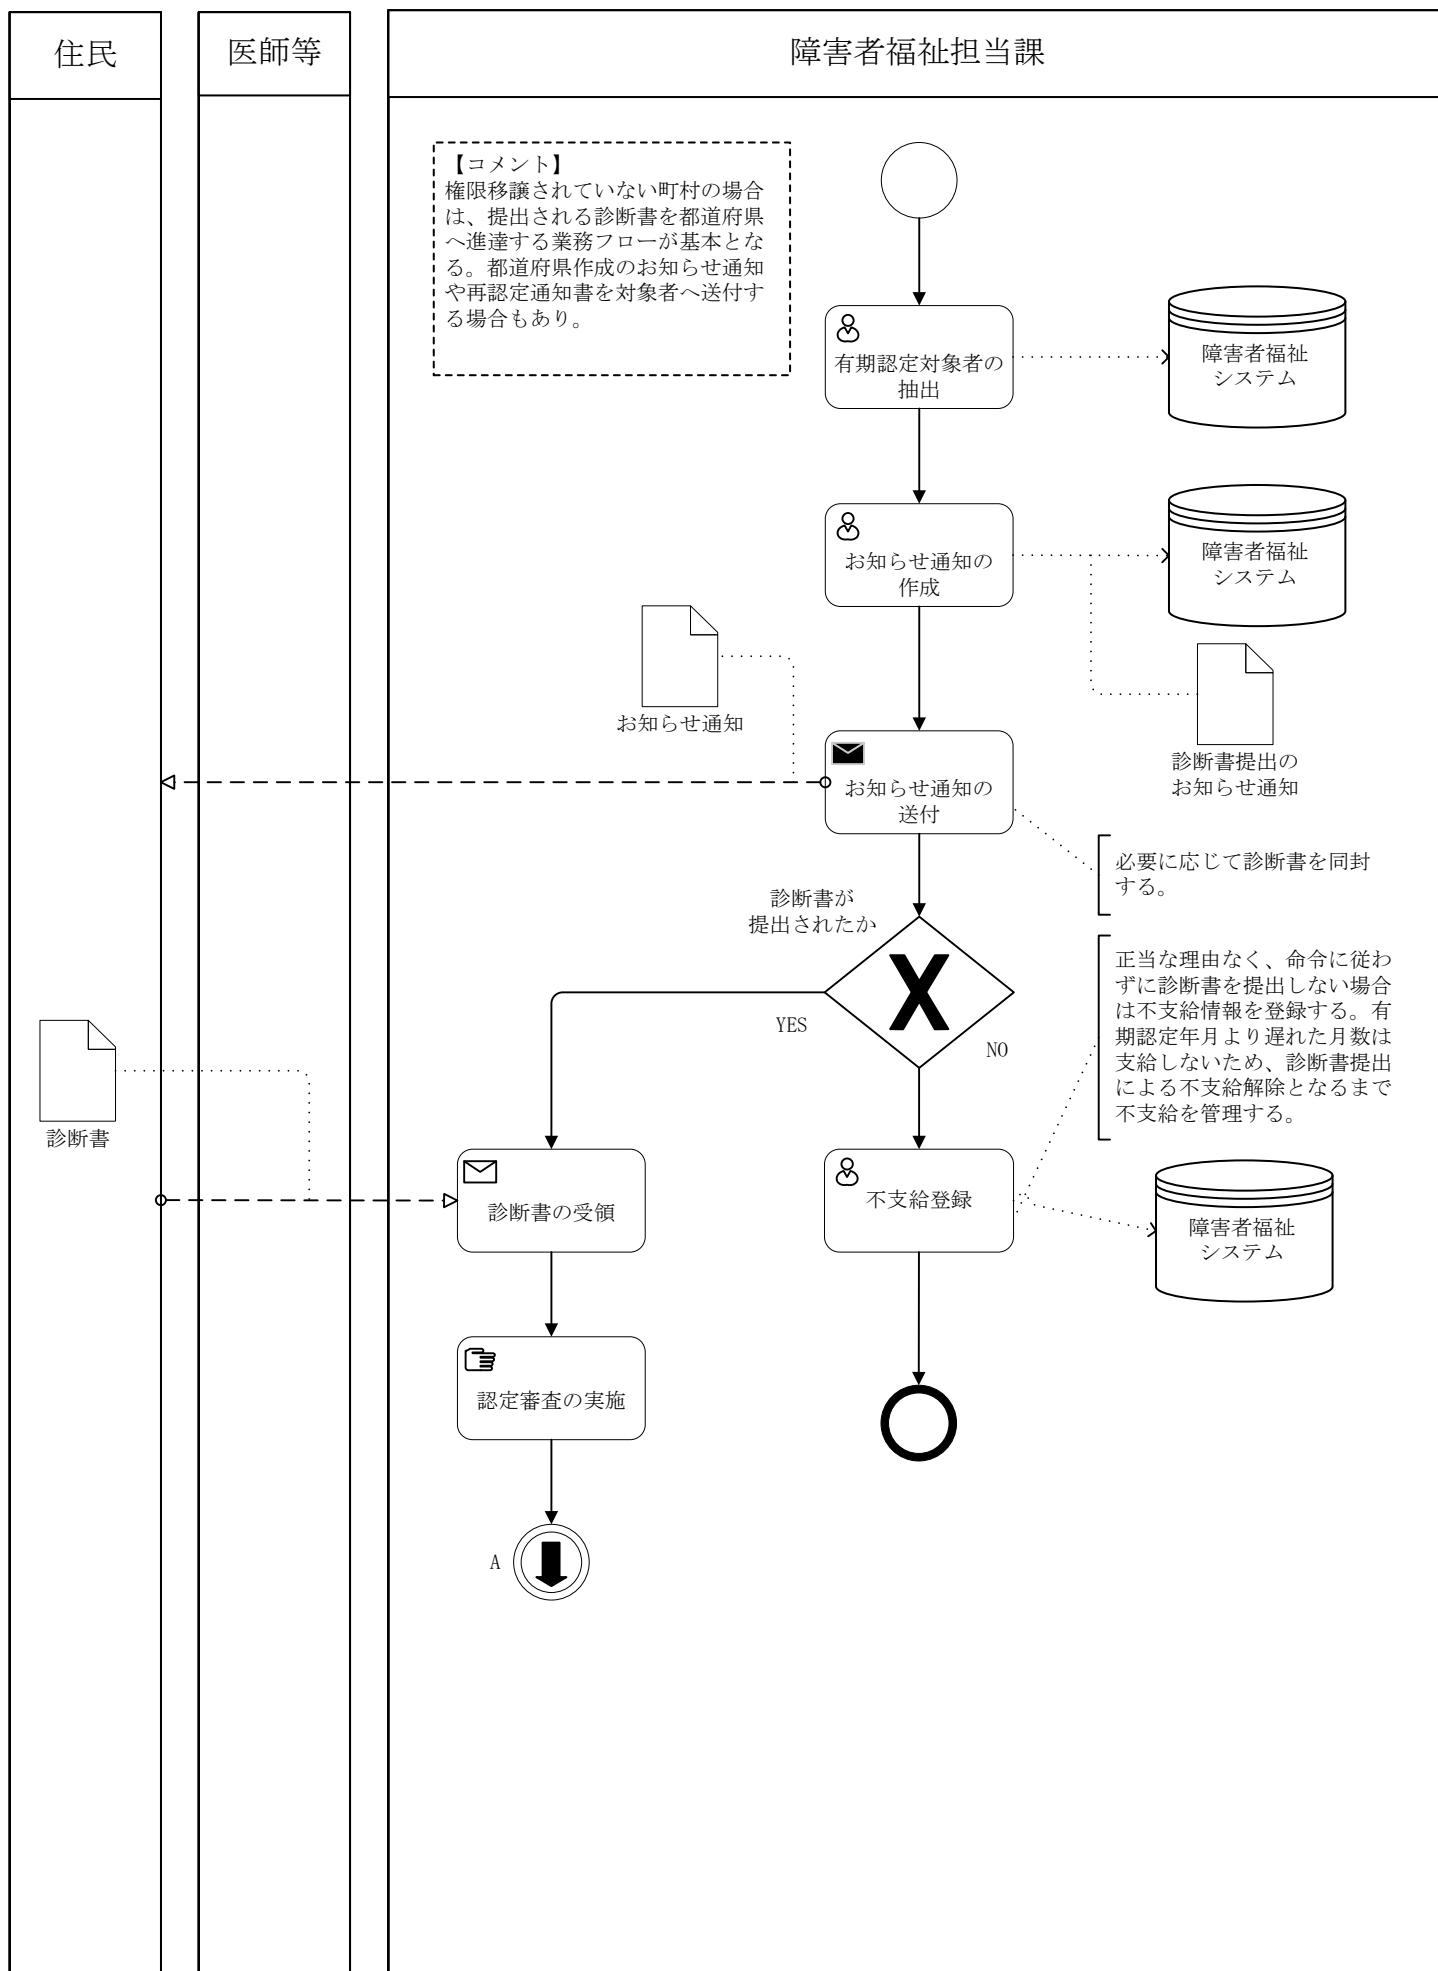 住民
医師等
障害者福祉担当課
【コメント】
権限移譲されていない町村の場合
は、提出される診断書を都道府県
へ進達する業務フローが基本とな
る。都道府県作成のお知らせ通知
や再認定通知書を対象者へ送付す
る場合もあり。
有期認定対象者の
抽出
障害者福祉
システム
お知らせ通知の
作成
障害者福祉
システム
お知らせ通知
診断書提出の
お知らせ通知
お知らせ通知の
送付
必要に応じて診断書を同封
する。
診断書が
提出されたか
正当な理由なく、命令に従わ
ずに診断書を提出しない場合
は不支給情報を登録する。有
期認定年月より遅れた月数は
支給しないため、診断書提出
による不支給解除となるまで
不支給を管理する。
YES
NO
診断書
診断書の受領
不支給登録
障害者福祉
システム
認定審査の実施
A